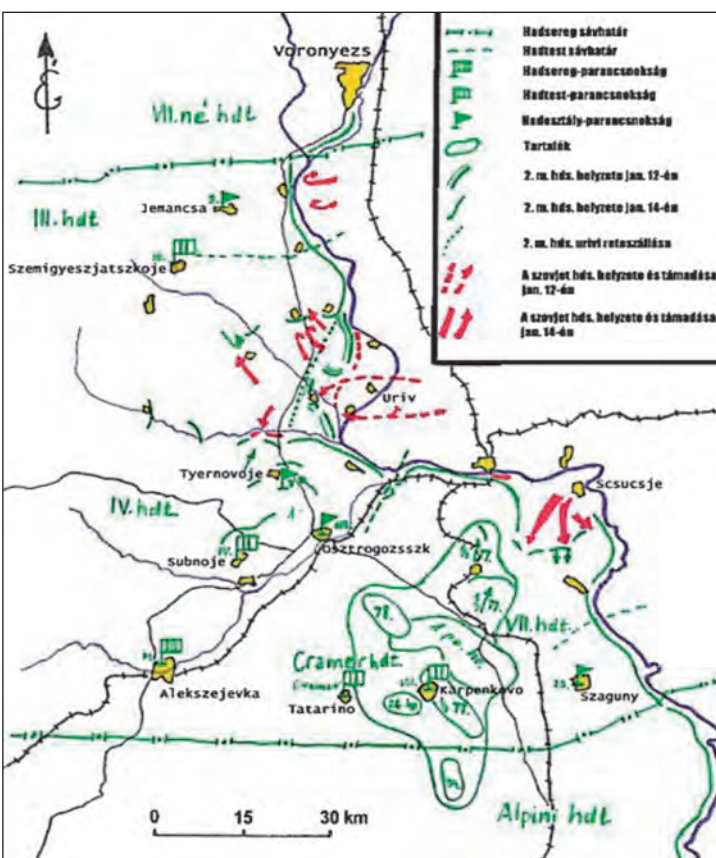 Voronyezs
Hadsereg sávhatár
Hadtest sávhatár
Hadsereg-parancsnokság
Hadtest-parancsnokság
Hadosztály-parancsnokság
Tartalék
2. m. hds. helyzete jan. 12-én
2. m. hds. helyzete jan. 14-én
2. m. hds. urivi reteszállása
A szovjet hds. helyzete és támadása
jan. 12-én
A szovjet hds. helyzete és támadása
jan. 14-én
É
VII. né hdt
III. hdt
Jemancsa
Szemigyeszjatszkoje
Uriv
Tyernovoje
Scsucsje
IV. hdt
Subnoje
Osztrogozsszk
VII. hdt
Cramer hdt.
Alekszejevka
Tatarino
Karpenkovo
Szaguny
Alpini hdt
0 15 30 km